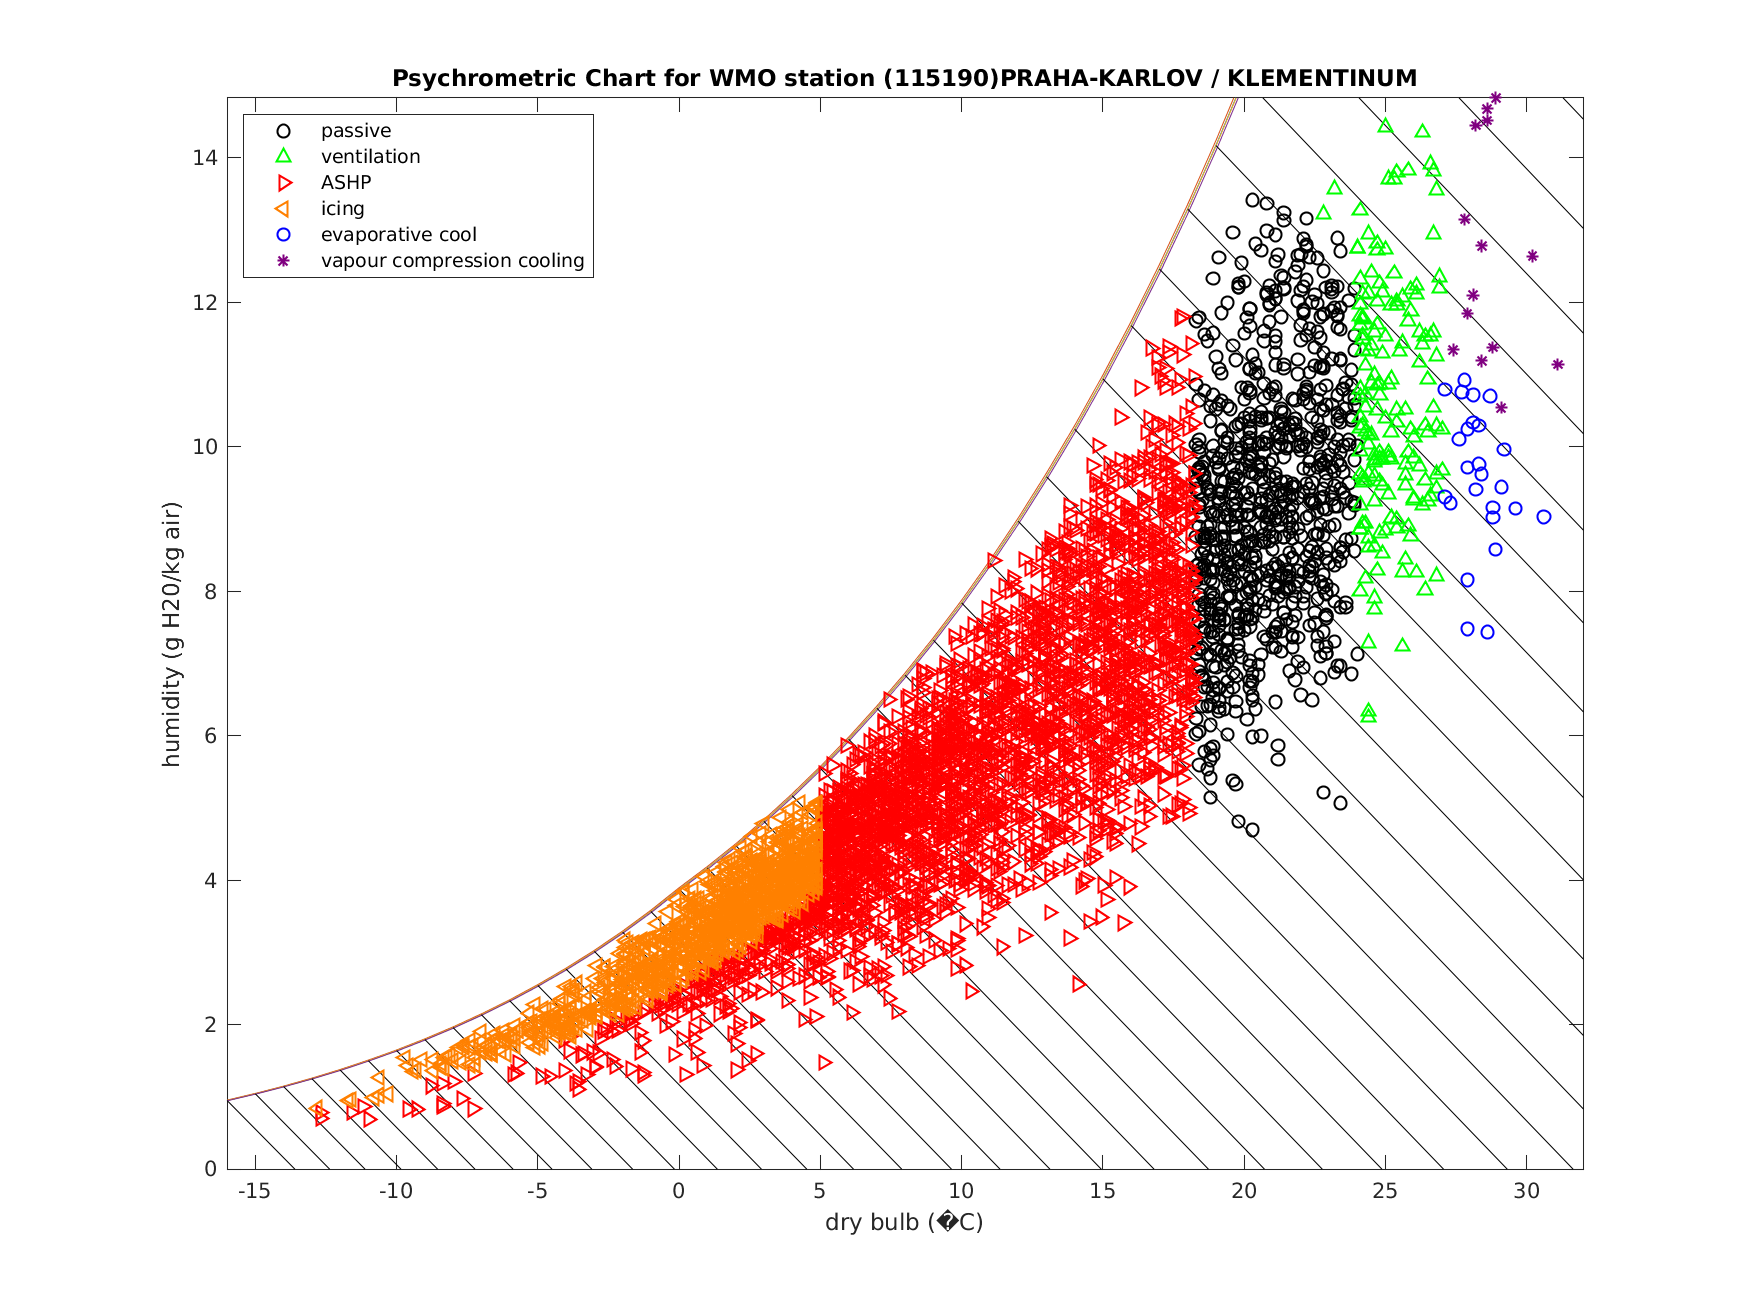 Psychrometric Chart for WMO station (115190)PRAHA-KARLOV / KLEMENTINUM
passive
ventilation
ASHP
icing
evaporative cool
vapour compression cooling
humidity (g H20/kg air)
14
12
10
8
6
4
2
0
-15 -10 -5 0 5 10 15 20 25 30
dry bulb (�C)